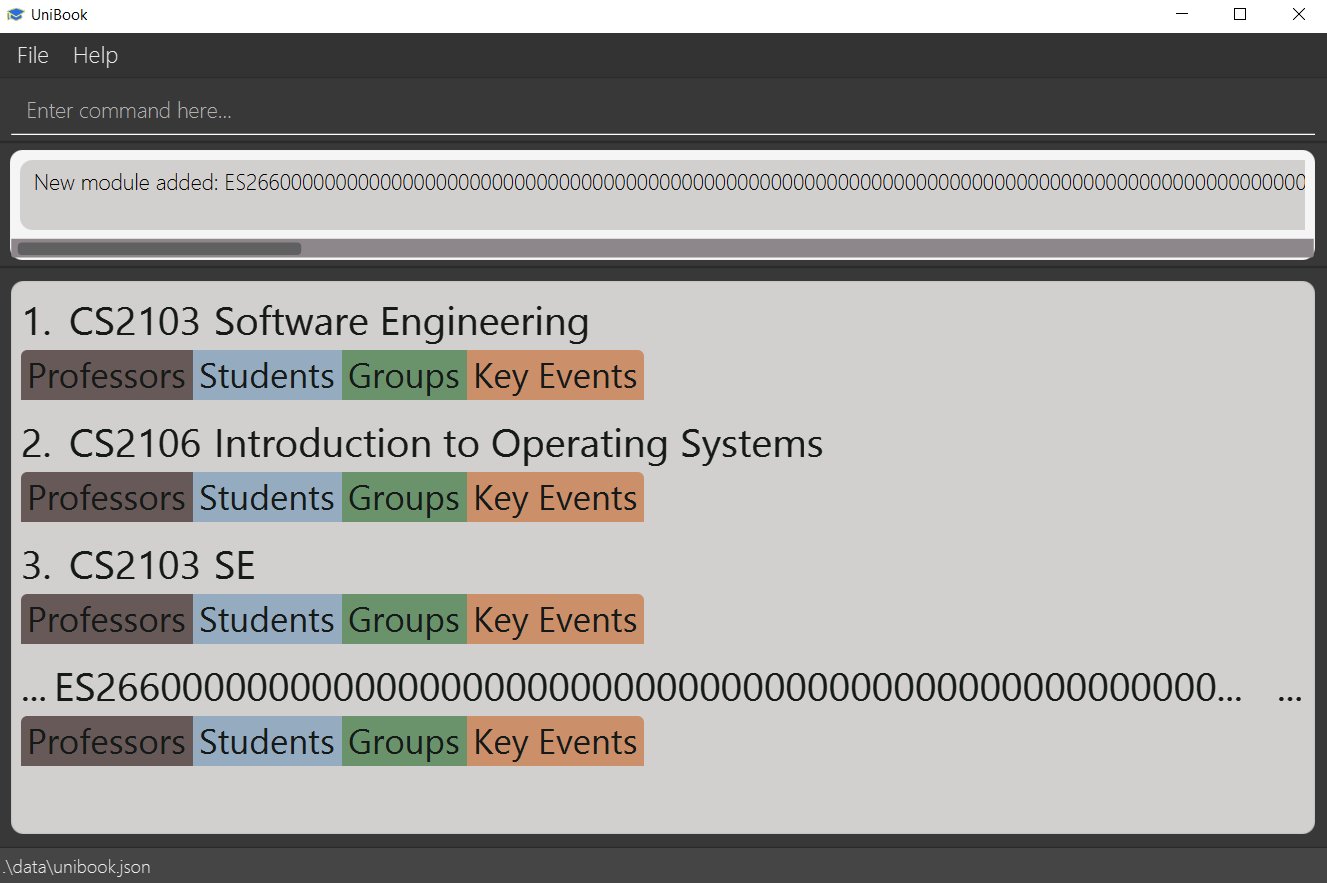 UniBook
File Help
Enter command here...
New module added: ES2660000000000000000000000000000000000000000000000000000000000000000000000000000000000000000000
1. CS2103 Software Engineering
Professors Students Groups Key Events
2. CS2106 Introduction to Operating Systems
Professors Students Groups Key Events
3. CS2103 SE
Professors Students Groups Key Events
... ES2660000000000000000000000000000000000000000000000000... ...
Professors Students Groups Key Events
.\data\unibook.json